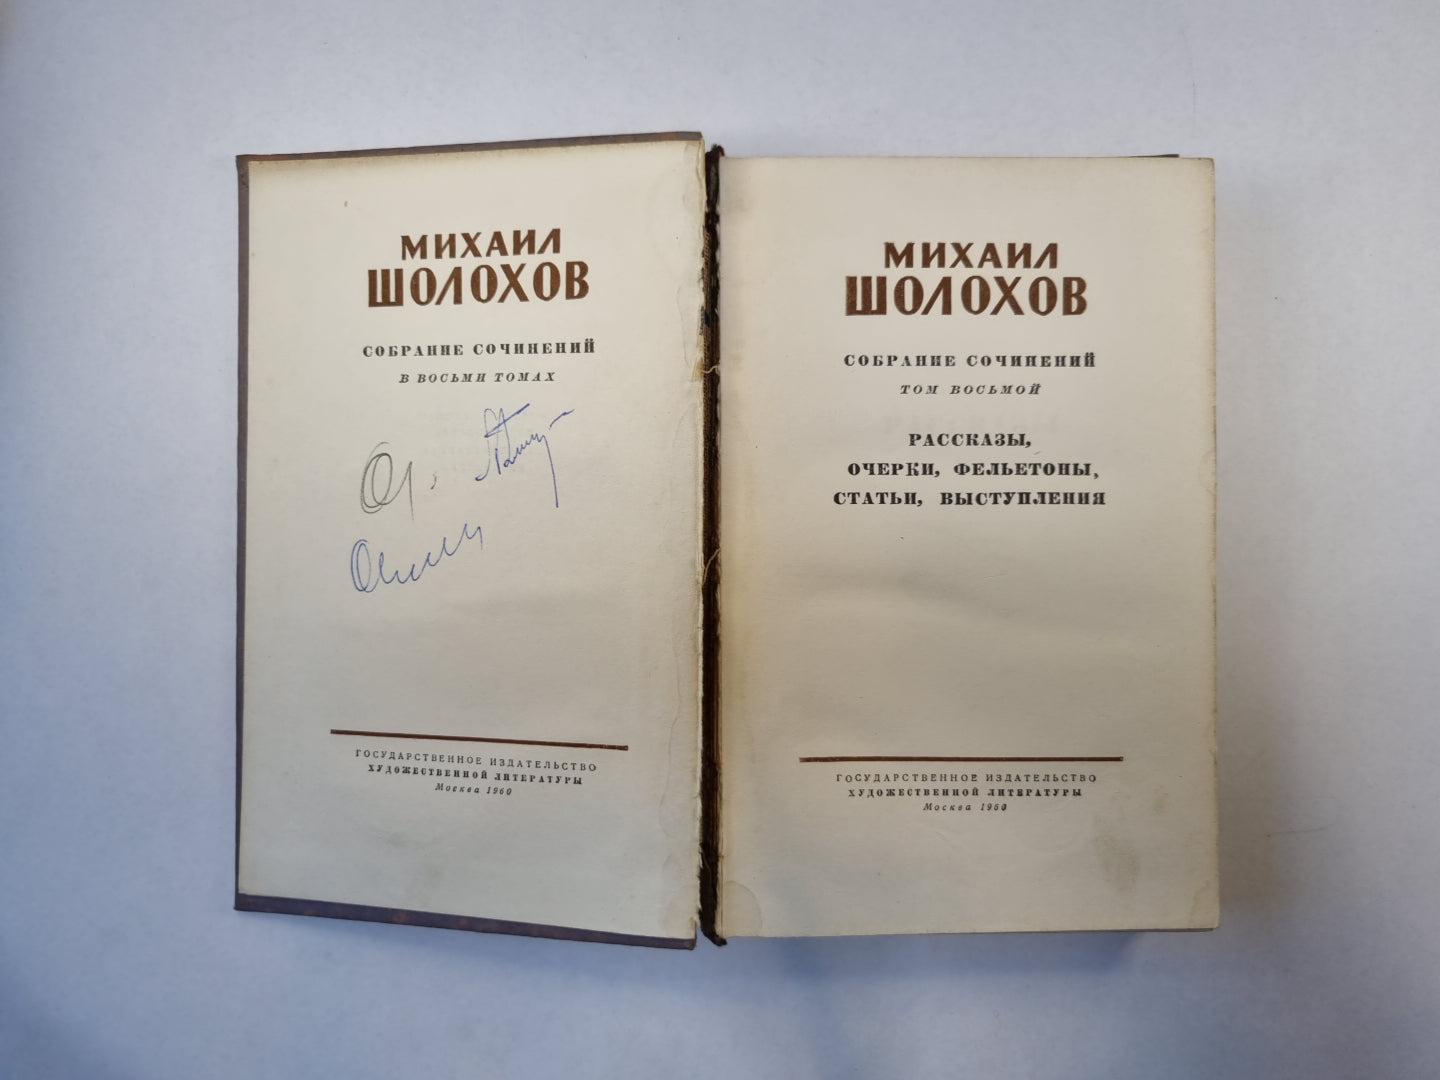 МИХАИЛ
ШОЛОХОВ
СОБРАНИЕ СОЧИНЕНИЙ
В ВОСЬМИ ТОМАХ
ГОСУДАРСТВЕННОЕ ИЗДАТЕЛЬСТВО
ХУДОЖЕСТВЕННОЙ ЛИТЕРАТУРЫ
Москва 1960
МИХАИЛ
ШОЛОХОВ
СОБРАНИЕ СОЧИНЕНИЙ
ТОМ ВОСЬМОЙ
РАССКАЗЫ,
ОЧЕРКИ, ФЕЛЬЕТОНЫ,
СТАТЬИ, ВЫСТУПЛЕНИЯ
ГОСУДАРСТВЕННОЕ ИЗДАТЕЛЬСТВО
ХУДОЖЕСТВЕННОЙ ЛИТЕРАТУРЫ
Москва 1960